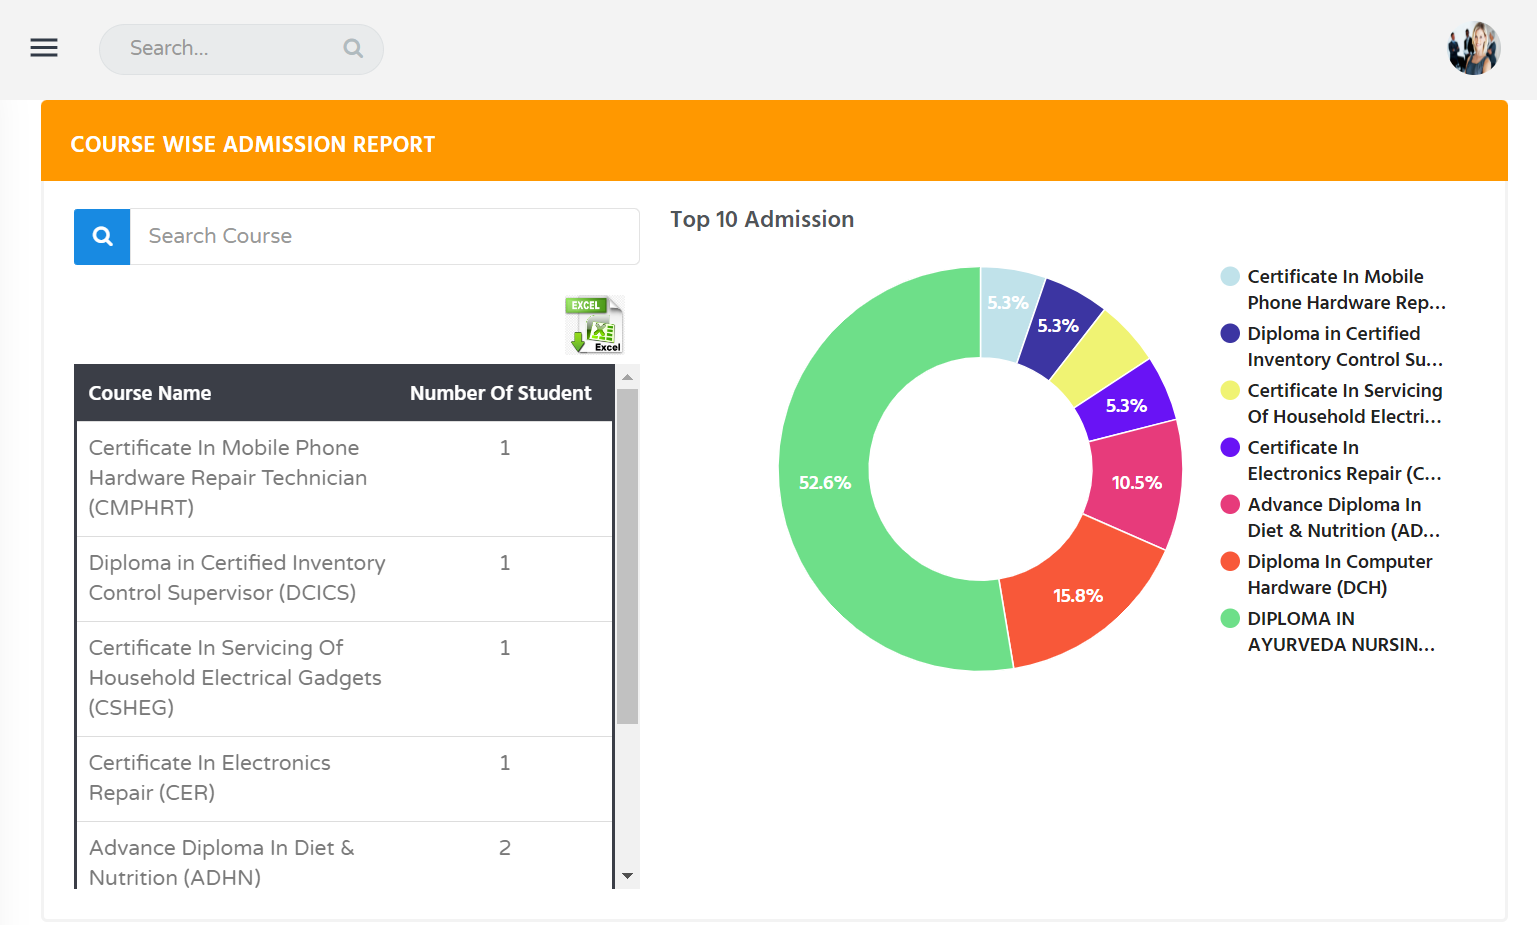 Search...
COURSE WISE ADMISSION REPORT
Search Course
EXCEL
Excel
Course Name Number Of Student
Certificate In Mobile Phone 1
Hardware Repair Technician
(CMPHRT)
Diploma in Certified Inventory 1
Control Supervisor (DCICS)
Certificate In Servicing Of 1
Household Electrical Gadgets
(CSHEG)
Certificate In Electronics 1
Repair (CER)
Advance Diploma In Diet & 2
Nutrition (ADHN)
Top 10 Admission
5.3%
5.3%
5.3%
10.5%
15.8%
52.6%
Certificate In Mobile
Phone Hardware Rep...
Diploma in Certified
Inventory Control Su...
Certificate In Servicing
Of Household Electri...
Certificate In
Electronics Repair (C...
Advance Diploma In
Diet & Nutrition (AD...
Diploma In Computer
Hardware (DCH)
DIPLOMA IN
AYURVEDA NURSIN...